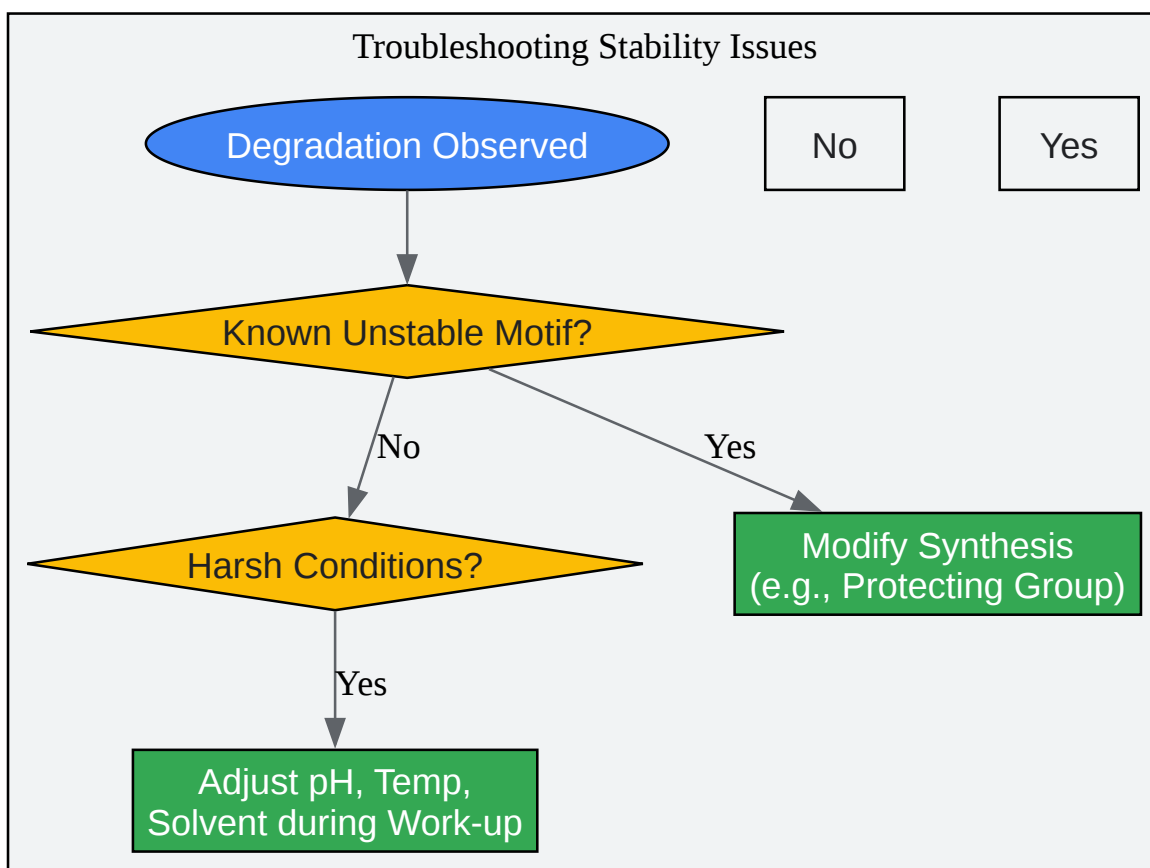 Troubleshooting Stability Issues
Degradation Observed
No
Yes
Known Unstable Motif?
No
Yes
Harsh Conditions?
Modify Synthesis
(e.g., Protecting Group)
Yes
Adjust pH, Temp,
Solvent during Work-up